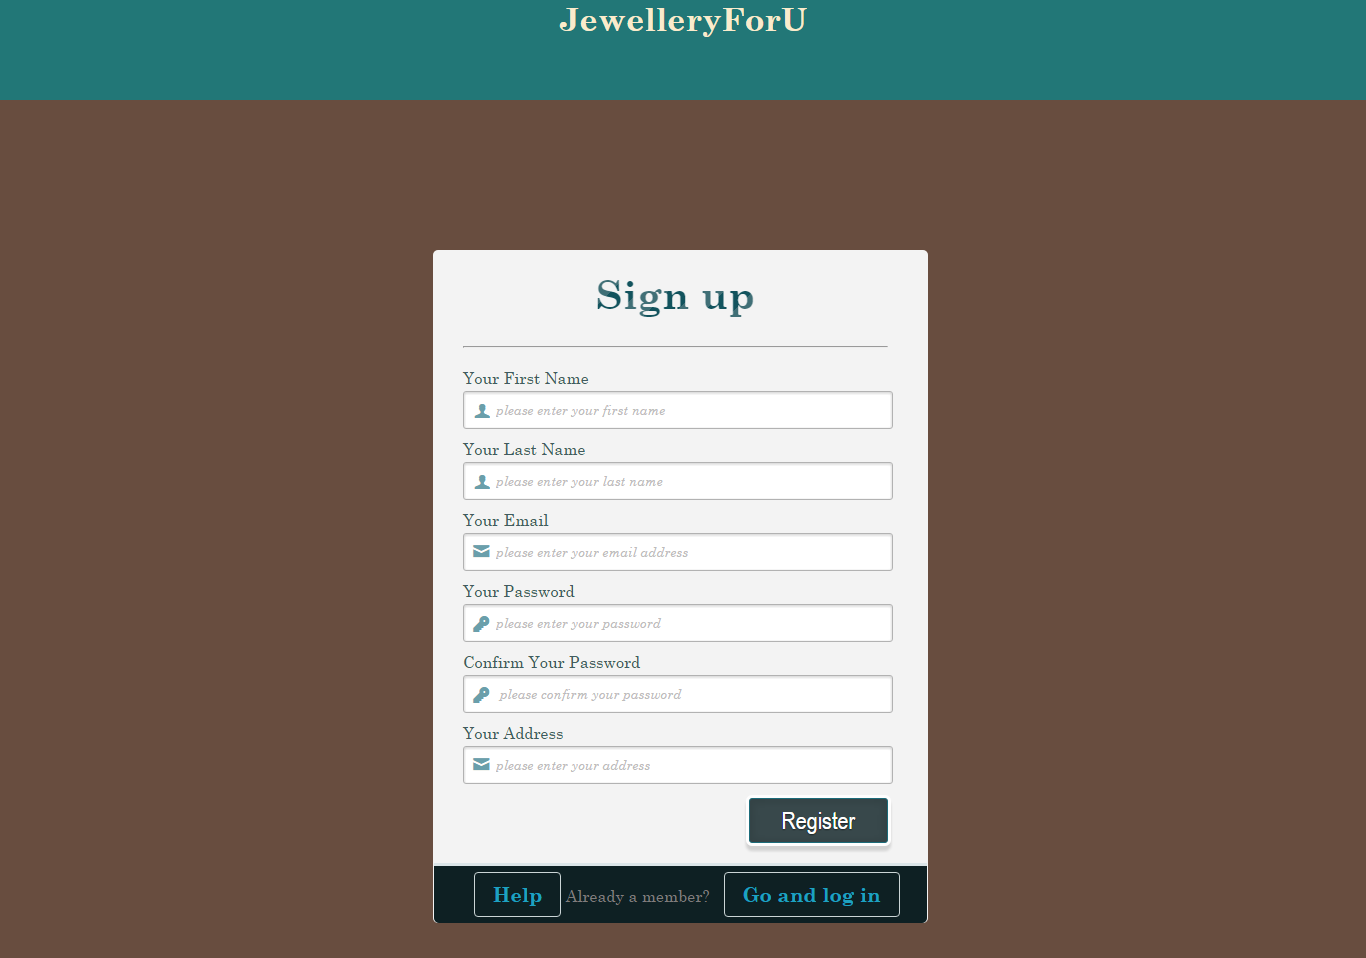 JewelleryForU
Sign up
Your First Name
please enter your first name
Your Last Name
please enter your last name
Your Email
please enter your email address
Your Password
please enter your password
Confirm Your Password
please confirm your password
Your Address
please enter your address
Register
Help Already a member? Go and log in